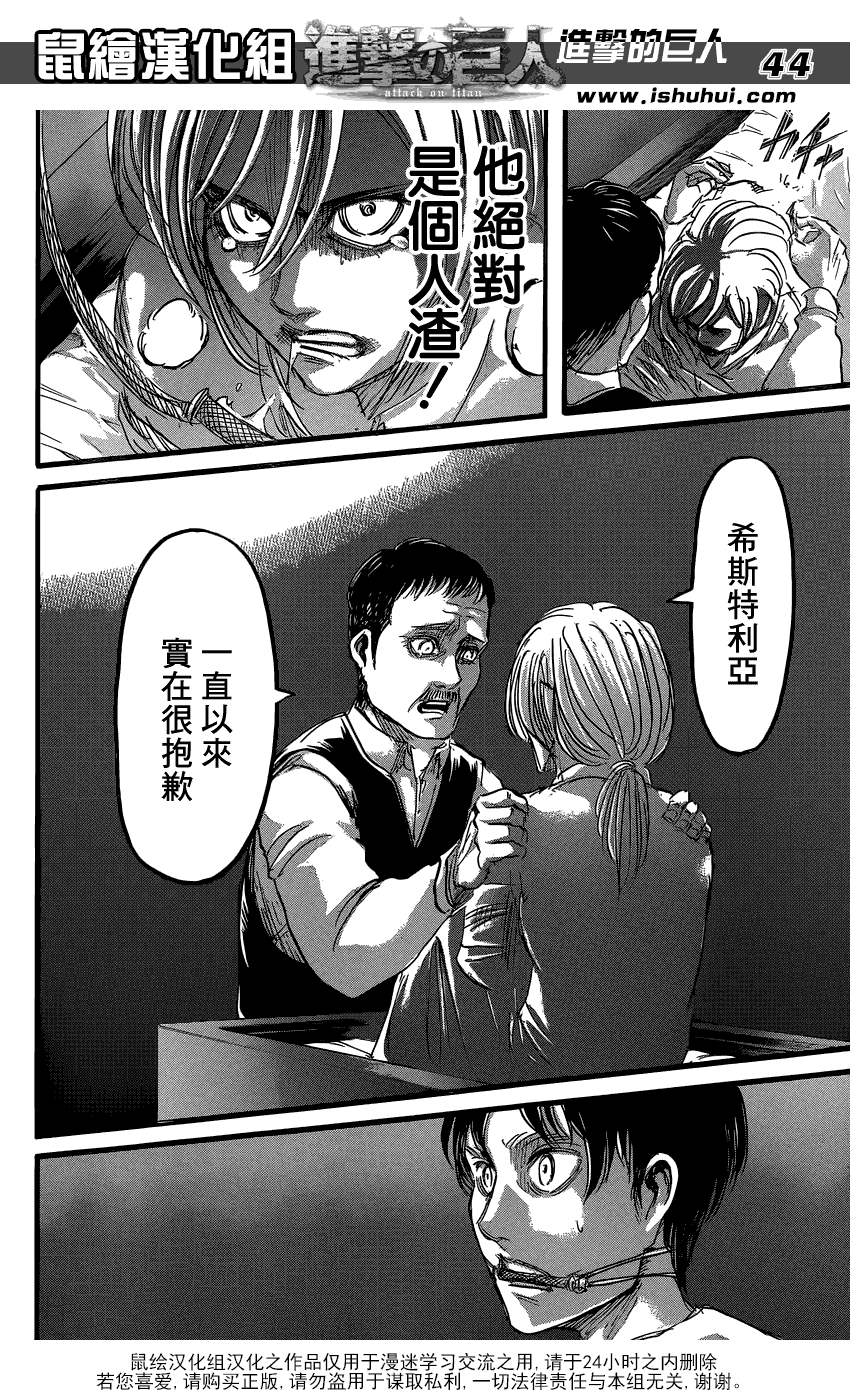 鼠繪漢化組
進撃の巨人
attack on titan
進擊的巨人
44
www.ishuhui.com
ガ
ガ
他絕對
是個人渣！
希斯特利亞
一直以來
實在很抱歉
鼠绘汉化组汉化之作品仅用于漫迷学习交流之用, 请于24小时之内删除
若您喜爱, 请购买正版, 请勿盗用于谋取私利, 一切法律责任与本组无关, 谢谢.